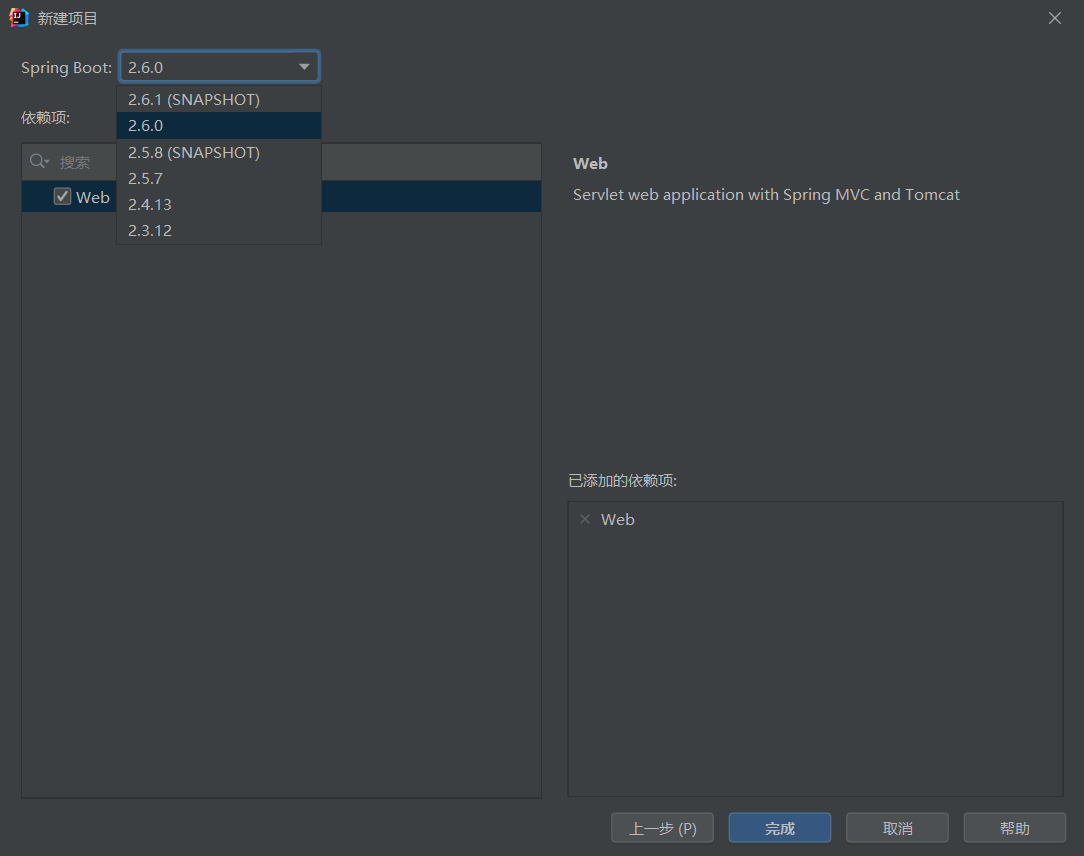 新建项目
Spring Boot: 2.6.0
2.6.1 (SNAPSHOT)
依赖项:
2.6.0
2.5.8 (SNAPSHOT)
搜索
2.5.7
Web
2.4.13
2.3.12
Web
Servlet web application with Spring MVC and Tomcat
已添加的依赖项:
Web
上一步 (P) 完成 取消 帮助